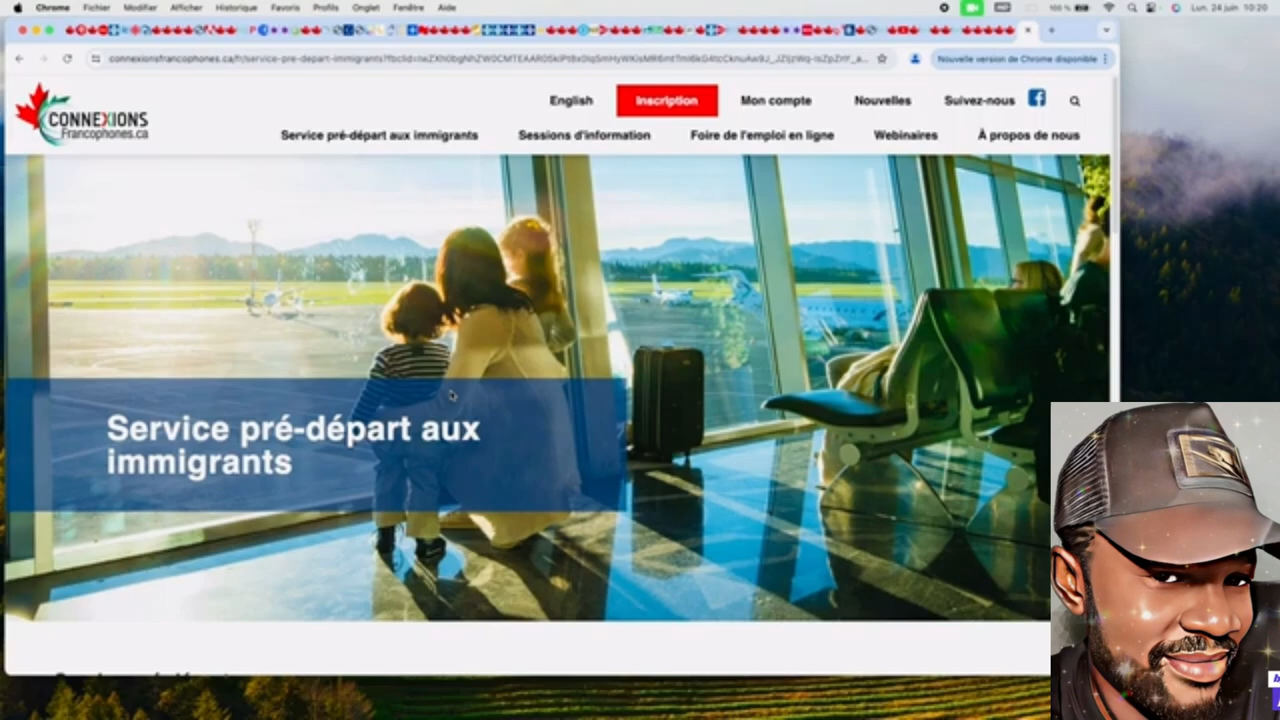 Chrome Fichier Modifier Afficher Historique Favoris Profils Onglet Fenêtre Aide
100 % Lun. 24 juin 10:20
Nouvelle version de Chrome disponible
CONNEXIONS
Francophones.ca
English Inscription Mon compte Nouvelles Suivez-nous
Service pré-départ aux immigrants Sessions d'information Foire de l'emploi en ligne Webinaires À propos de nous
Service pré-départ aux
immigrants